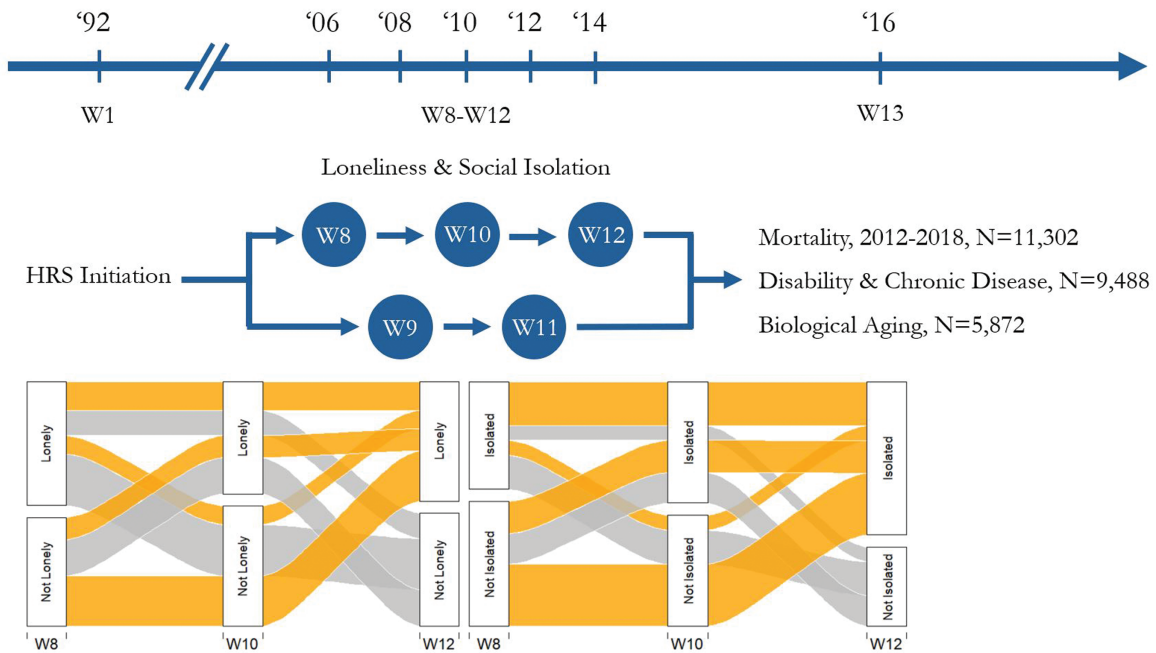 ‘92 ‘06 ‘08 ‘10 ‘12 ‘14 ‘16
W1 W8-W12 W13
Loneliness & Social Isolation
W8 W10 W12
Mortality, 2012-2018, N=11,302
HRS Initiation
Disability & Chronic Disease, N=9,488
W9 W11
Biological Aging, N=5,872
Lonely Lonely Lonely Isolated Isolated Isolated
Not Lonely Not Lonely Not Lonely Not Isolated Not Isolated Not Isolated
W8 W10 W12 W8 W10 W12